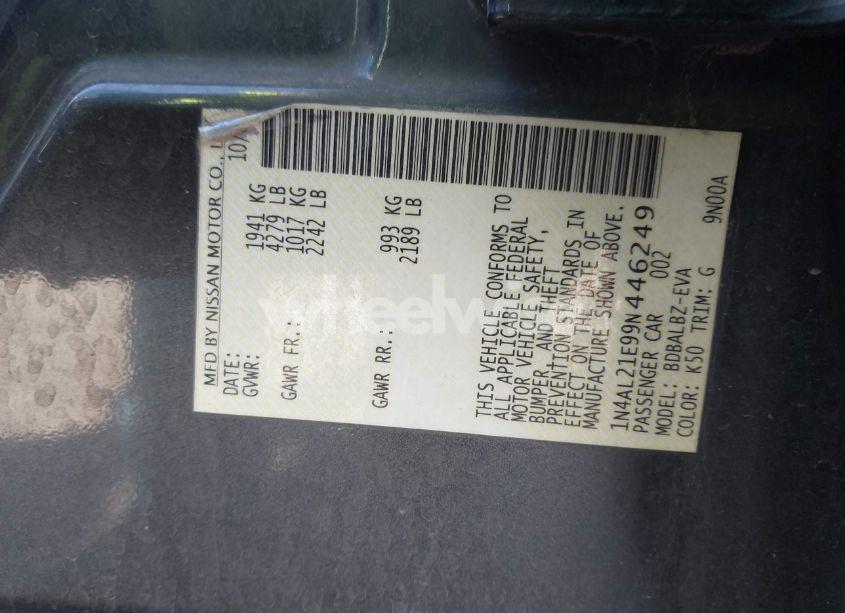 MFD BY NISSAN MOTOR CO.,
DATE: 10/
GVWR: 1941 KG
4279 LB
GAWR FR.: 1017 KG
2242 LB
GAWR RR.: 993 KG
2189 LB
THIS VEHICLE CONFORMS TO
ALL APPLICABLE FEDERAL
MOTOR VEHICLE SAFETY,
BUMPER, AND THEFT
PREVENTION STANDARDS IN
EFFECT ON THE DATE OF
MANUFACTURE SHOWN ABOVE.
1N4AL21E99N446249
PASSENGER CAR 002
MODEL: BDBALBZ-EVA
COLOR: K50 TRIM: G 9N00A